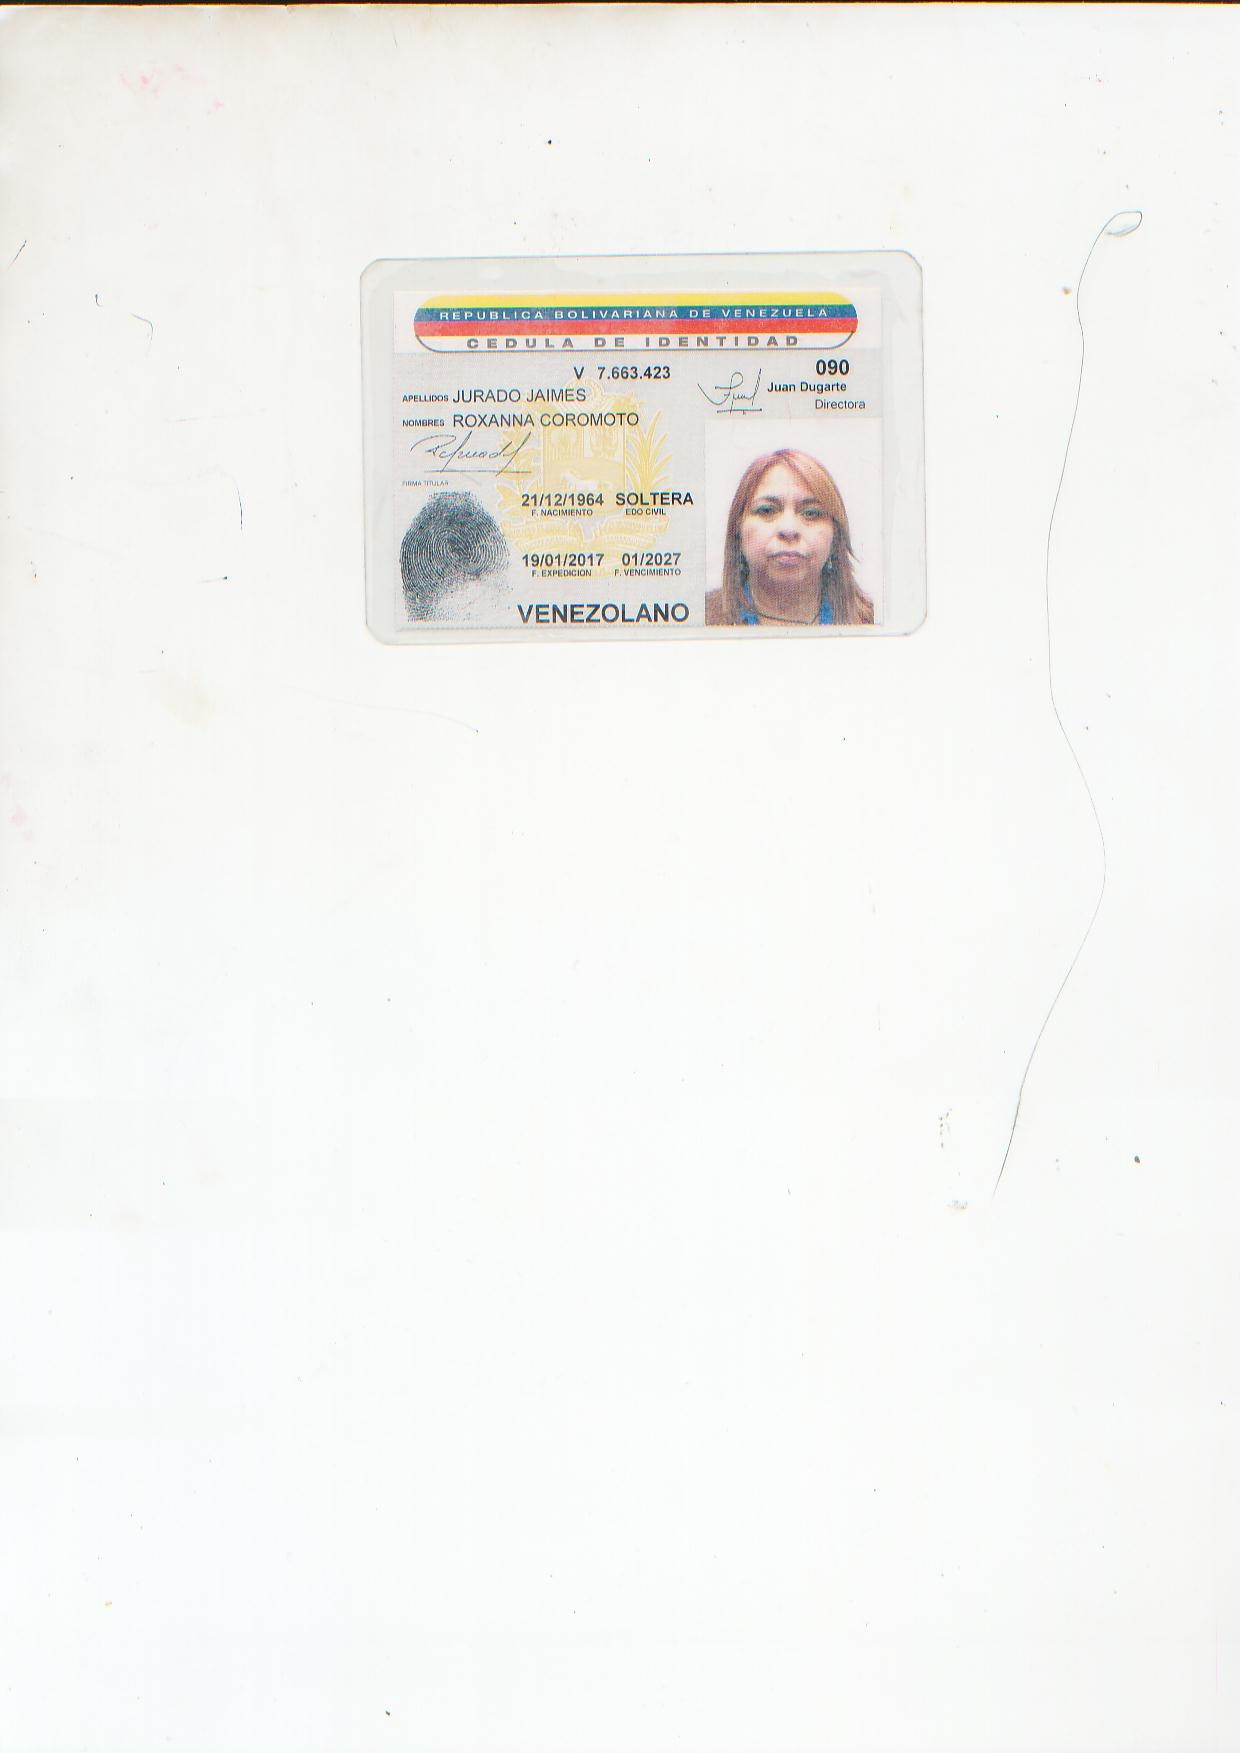 REPUBLICA BOLIVARIANA DE VENEZUELA
CEDULA DE IDENTIDAD
V 7.663.423
090
APELLIDOS JURADO JAIMES
Juan Dugarte
Directora
NOMBRES ROXANNA COROMOTO
FIRMA TITULAR
21/12/1964 SOLTERA
F. NACIMIENTO EDO CIVIL
19/01/2017 01/2027
F. EXPEDICION F. VENCIMIENTO
VENEZOLANO